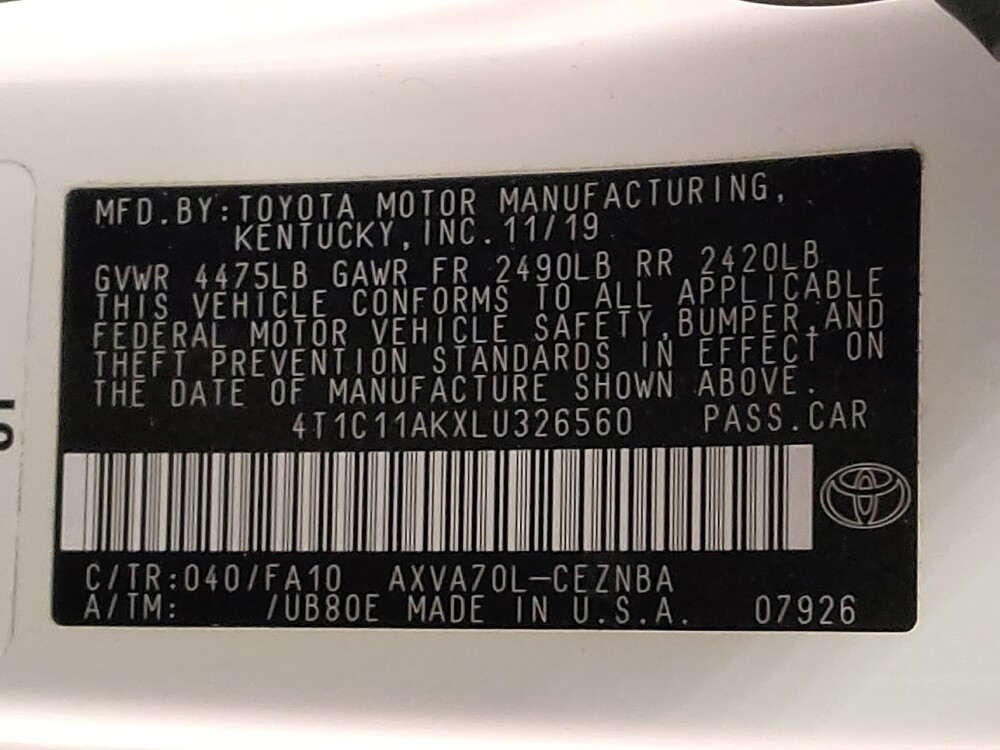 MFD.BY:TOYOTA MOTOR MANUFACTURING,
KENTUCKY,INC.11/19
GVWR 4475LB GAWR FR 2490LB RR 2420LB
THIS VEHICLE CONFORMS TO ALL APPLICABLE
FEDERAL MOTOR VEHICLE SAFETY,BUMPER,AND
THEFT PREVENTION STANDARDS IN EFFECT ON
THE DATE OF MANUFACTURE SHOWN ABOVE.
4T1C11AKXLU326560 PASS.CAR
C/TR:040/FA10 AXVA70L-CEZNBA
A/TM: /UB80E MADE IN U.S.A. 07926